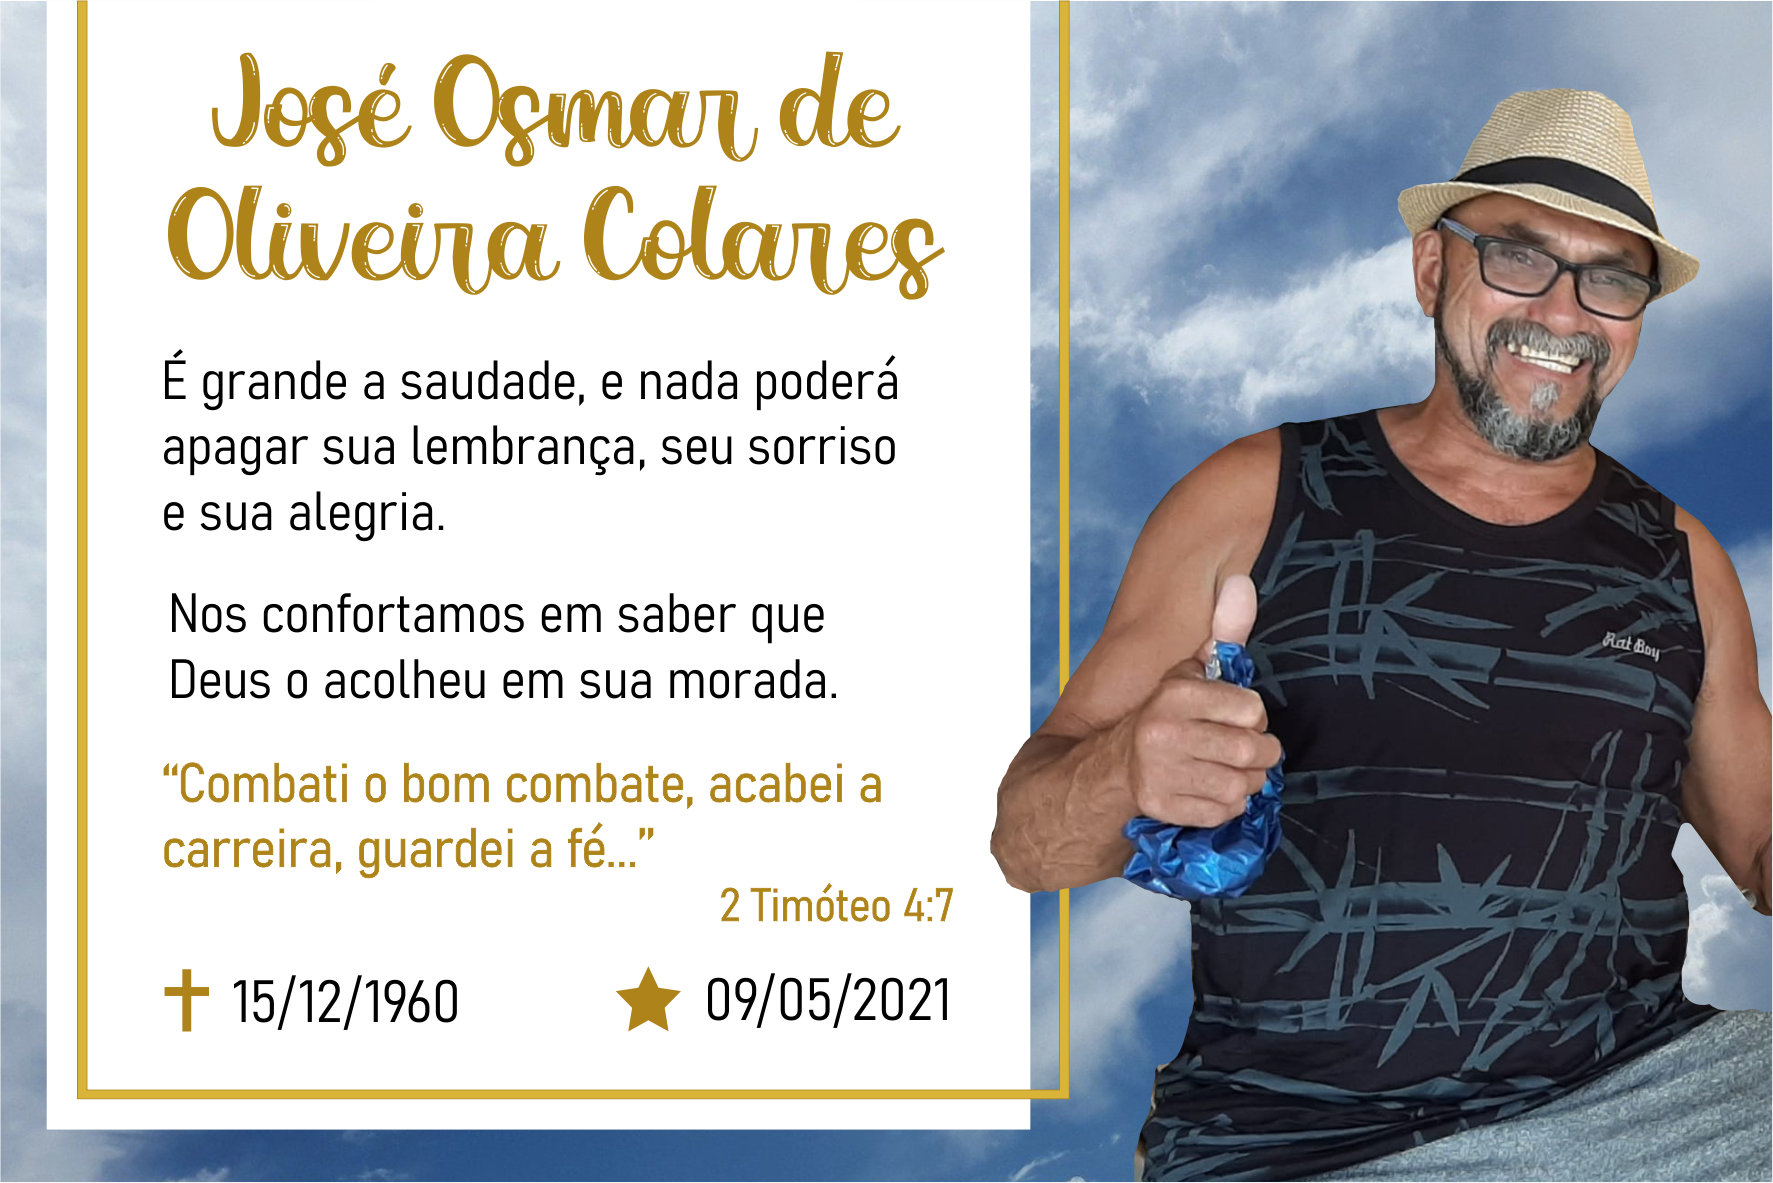 José Osmar de
Oliveira Colares
É grande a saudade, e nada poderá
apagar sua lembrança, seu sorriso
e sua alegria.
Nos confortamos em saber que
Deus o acolheu em sua morada.
“Combati o bom combate, acabei a
carreira, guardei a fé...”
2 Timóteo 4:7
15/12/1960
09/05/2021
Rat Boy